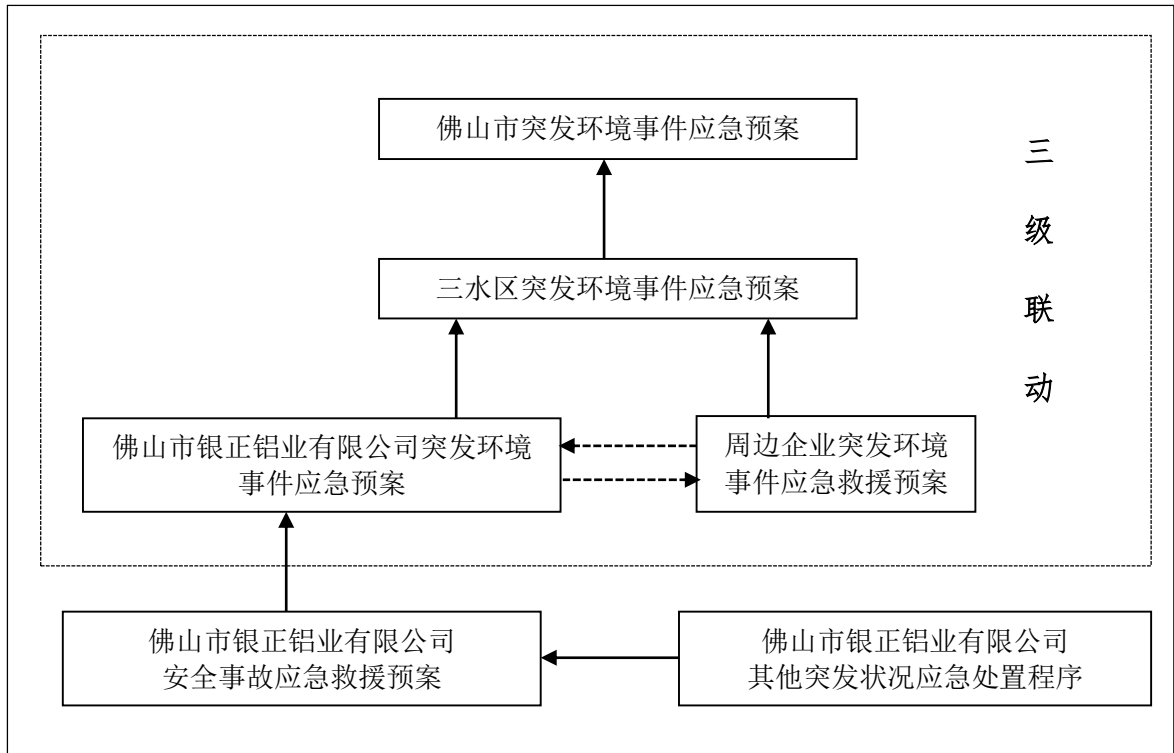 佛山市突发环境事件应急预案
三
级
联
动
三水区突发环境事件应急预案
佛山市银正铝业有限公司突发环境
事件应急预案
周边企业突发环境
事件应急救援预案
佛山市银正铝业有限公司
安全事故应急救援预案
佛山市银正铝业有限公司
其他突发状况应急处置程序